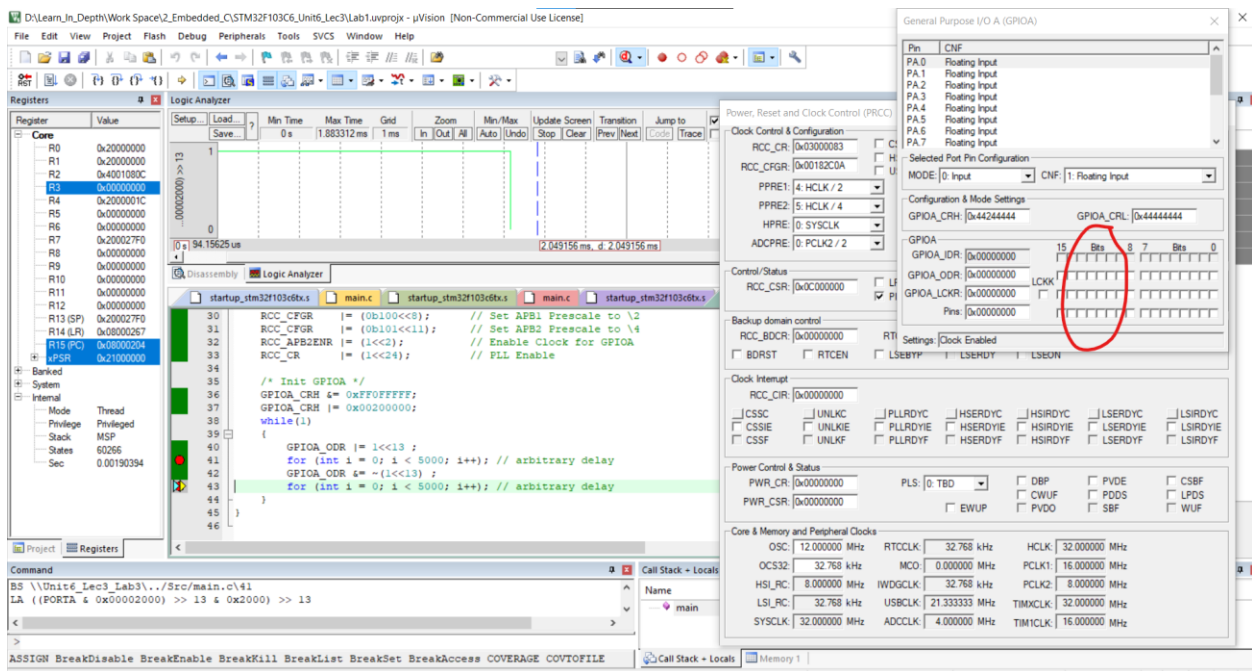 D:\Learn_In_Depth\Work Space\2_Embedded_C\STM32F103C6_Unit6_Lec3\Lab1.uvprojx - µVision [Non-Commercial Use License]
File Edit View Project Flash Debug Peripherals Tools SVCS Window Help
Registers
Register Value
Core
R0 0x20000000
R1 0x20000000
R2 0x4001080C
R3 0x00000000
R4 0x2000001C
R5 0x00000000
R6 0x00000000
R7 0x200027F0
R8 0x00000000
R9 0x00000000
R10 0x00000000
R11 0x00000000
R12 0x00000000
R13 (SP) 0x200027F0
R14 (LR) 0x08000267
R15 (PC) 0x08000204
xPSR 0x21000000
Banked
System
Internal
Mode Thread
Privilege Privileged
Stack MSP
States 60266
Sec 0.00190394
Project Registers
Logic Analyzer
Setup... Load... Save... ? Min Time Max Time Grid Zoom Min/Max Update Screen Transition Jump to
0 s 1.883312 ms 1 ms In Out All Auto Undo Stop Clear Prev Next Code Trace
1
...00002000) >> 13
0
0 s 94.15625 us 2.049156 ms, d: 2.049156 ms
Disassembly Logic Analyzer
startup_stm32f103c6tx.s main.c startup_stm32f103c6tx.s main.c startup_stm32f103c6tx.s
30 RCC_CFGR |= (0b100<<8); // Set APB1 Prescale to \2
31 RCC_CFGR |= (0b101<<11); // Set APB2 Prescale to \4
32 RCC_APB2ENR |= (1<<2); // Enable Clock for GPIOA
33 RCC_CR |= (1<<24); // PLL Enable
34
35 /* Init GPIOA */
36 GPIOA_CRH &= 0xFF0FFFFF;
37 GPIOA_CRH |= 0x00200000;
38 while(1)
39 {
40 GPIOA_ODR |= 1<<13 ;
41 for (int i = 0; i < 5000; i++); // arbitrary delay
42 GPIOA_ODR &= ~(1<<13) ;
43 for (int i = 0; i < 5000; i++); // arbitrary delay
44 }
45 }
46
Command
BS \\Unit6_Lec3_Lab3\../Src/main.c\41
LA ((PORTA & 0x00002000) >> 13 & 0x2000) >> 13
>
ASSIGN BreakDisable BreakEnable BreakKill BreakList BreakSet BreakAccess COVERAGE COVTOFILE
Call Stack + Locals
Name
main
Call Stack + Locals Memory 1
Power, Reset and Clock Control (PRCC)
Clock Control & Configuration
RCC_CR: 0x03000083
RCC_CFGR: 0x00182C0A
PPRE1: 4: HCLK / 2
PPRE2: 5: HCLK / 4
HPRE: 0: SYSCLK
ADCPRE: 0: PCLK2 / 2
Control/Status
RCC_CSR: 0x0C000000
Backup domain control
RCC_BDCR: 0x00000000
BDRST RTCEN LSEBYP LSERDY LSEON
Clock Interrupt
RCC_CIR: 0x00000000
CSSC UNLKC PLLRDYC HSERDYC HSIRDYC LSERDYC LSIRDYC
CSSIE UNLKIE PLLRDYIE HSERDYIE HSIRDYIE LSERDYIE LSIRDYIE
CSSF UNLKF PLLRDYF HSERDYF HSIRDYF LSERDYF LSIRDYF
Power Control & Status
PWR_CR: 0x00000000 PLS: 0: TBD DBP PVDE CSBF
CWUF PDDS LPDS
PWR_CSR: 0x00000000 EWUP PVDO SBF WUF
Core & Memory and Peripheral Clocks
OSC: 12.000000 MHz RTCCLK: 32.768 kHz HCLK: 32.000000 MHz
OCS32: 32.768 kHz MCO: 0.000000 MHz PCLK1: 16.000000 MHz
HSI_RC: 8.000000 MHz IWDGCLK: 32.768 kHz PCLK2: 8.000000 MHz
LSI_RC: 32.768 kHz USBCLK: 21.333333 MHz TIMXCLK: 32.000000 MHz
SYSCLK: 32.000000 MHz ADCCLK: 4.000000 MHz TIM1CLK: 16.000000 MHz
General Purpose I/O A (GPIOA)
Pin CNF
PA.0 Floating Input
PA.1 Floating Input
PA.2 Floating Input
PA.3 Floating Input
PA.4 Floating Input
PA.5 Floating Input
PA.6 Floating Input
PA.7 Floating Input
Selected Port Pin Configuration
MODE: 0: Input CNF: 1: Floating Input
Configuration & Mode Settings
GPIOA_CRH: 0x44244444 GPIOA_CRL: 0x44444444
GPIOA 15 Bits 8 7 Bits 0
GPIOA_IDR: 0x00000000
GPIOA_ODR: 0x00000000 LCKK
GPIOA_LCKR: 0x00000000
Pins: 0x00000000
Settings: Clock Enabled